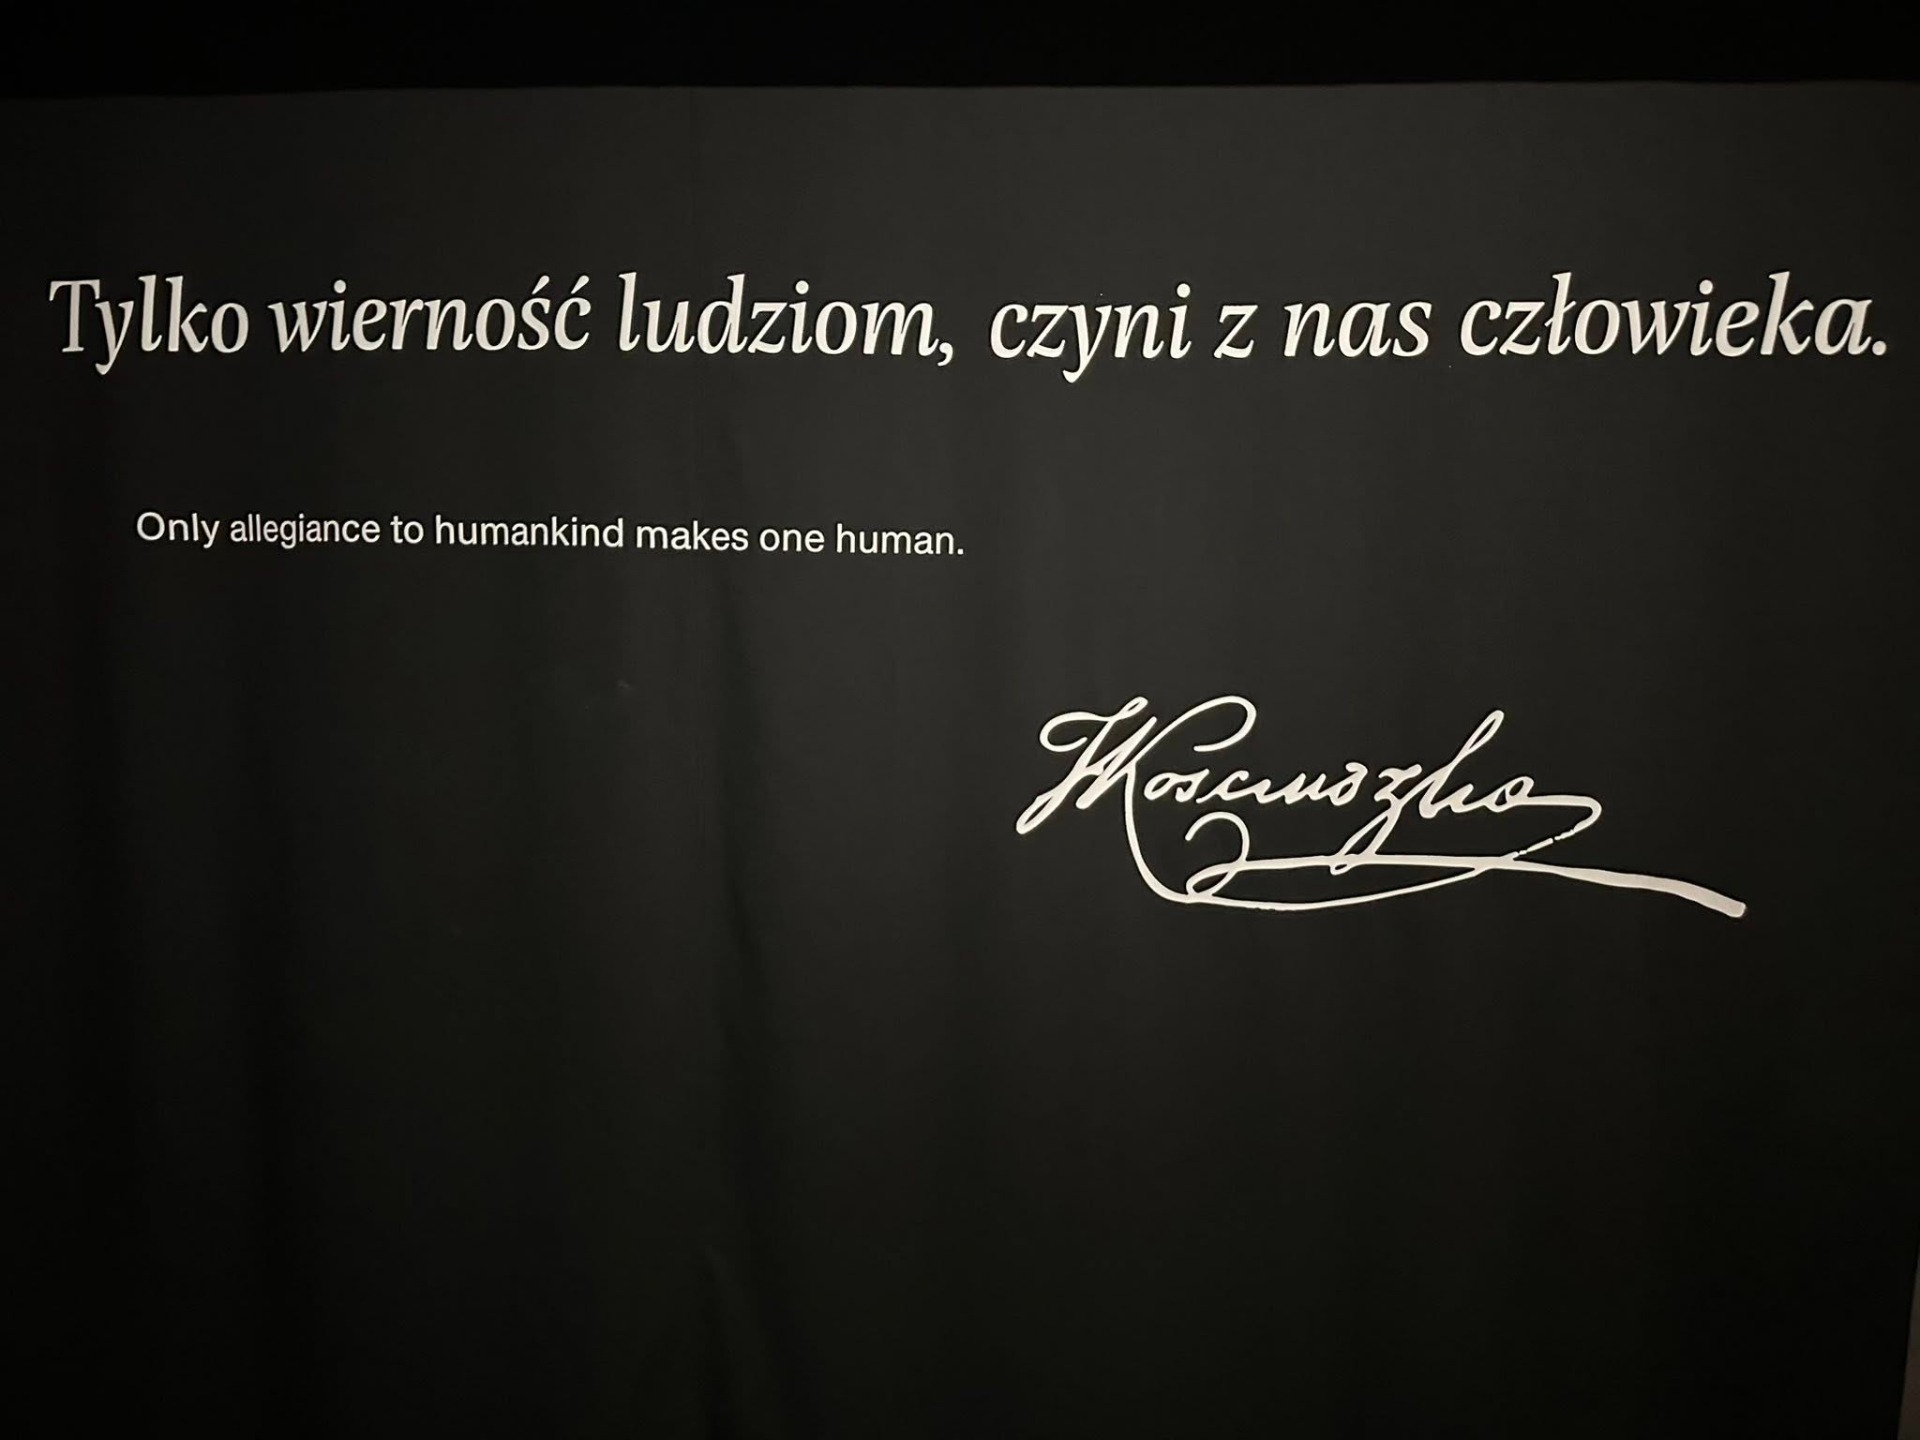 Tylko wierność ludziom, czyni z nas człowieka.
Only allegiance to humankind makes one human.
TKosciuszko